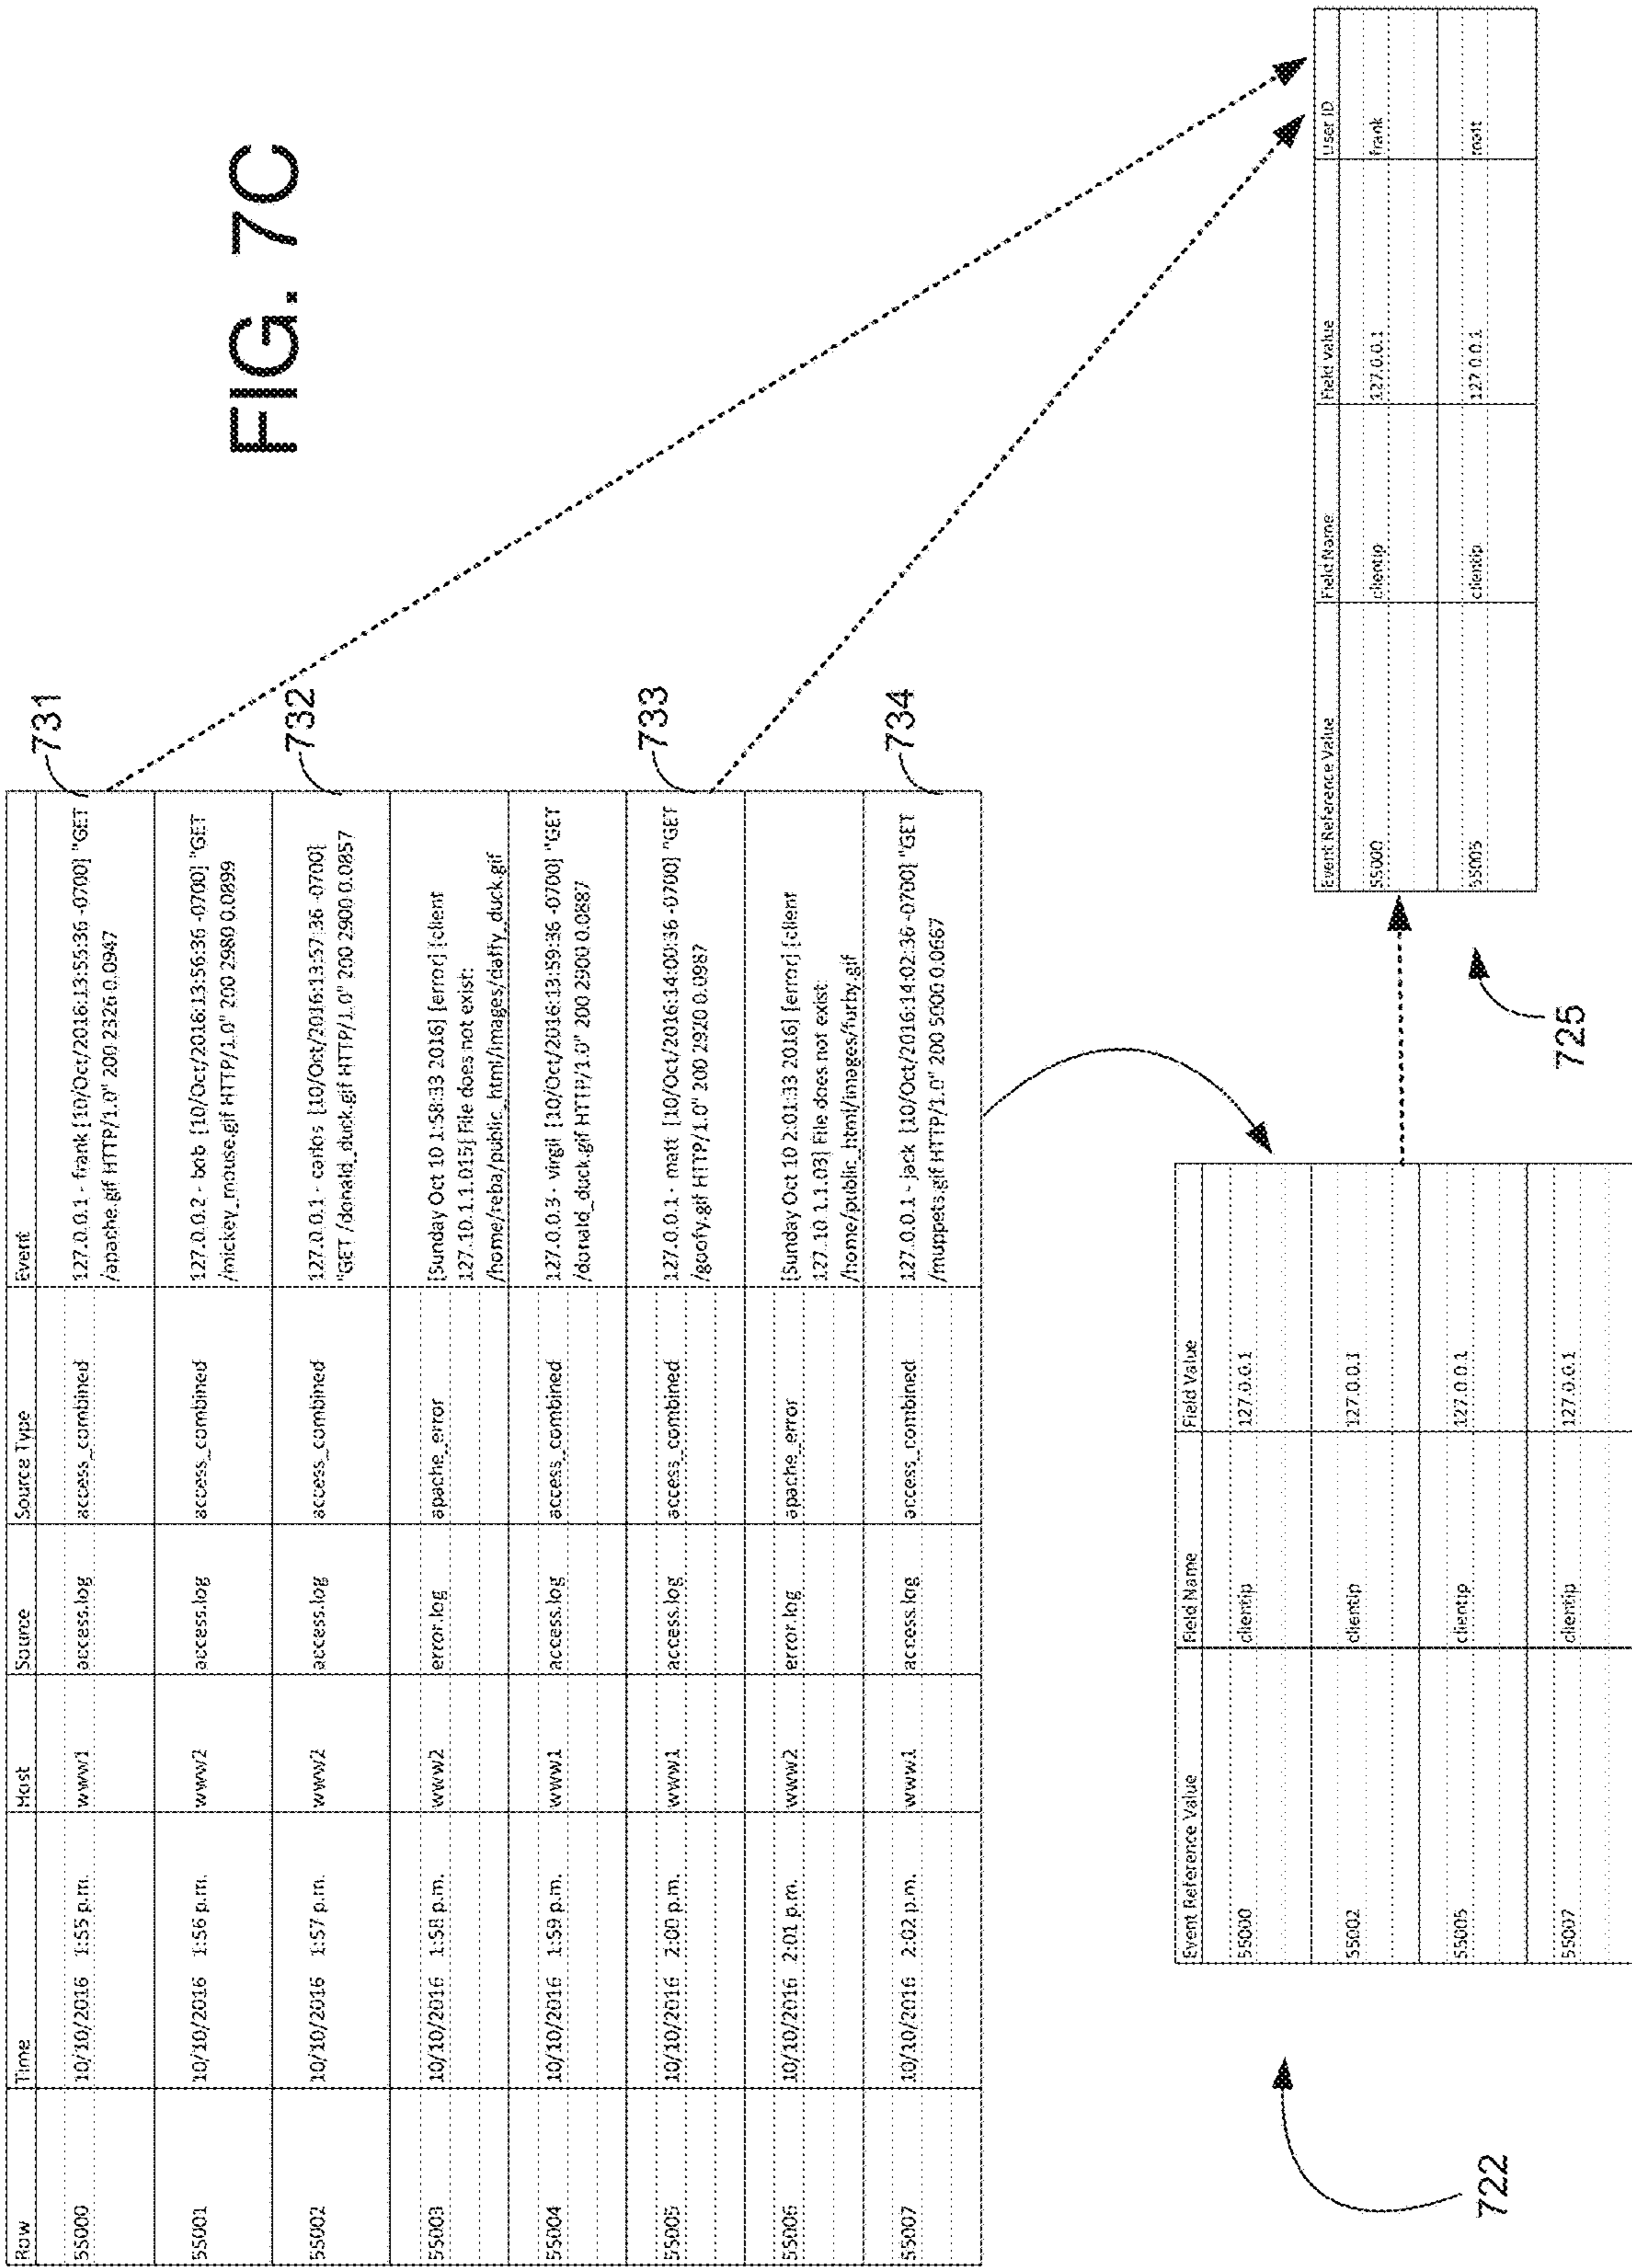 FIG. 7C
Row Time Host Source Source Type Event
55000 10/10/2016 1:55 p.m. www1 access.log access_combined 127.0.0.1 - frank [10/Oct/2016:13:55:36 -0700] "GET
/apache.gif HTTP/1.0" 200 2326 0.0947
731
55001 10/10/2016 1:56 p.m. www2 access.log access_combined 127.0.0.2 - bob [10/Oct/2016:13:56:36 -0700] "GET
/mickey_mouse.gif HTTP/1.0" 200 2980 0.0899
55002 10/10/2016 1:57 p.m. www2 access.log access_combined 127.0.0.1 - carlos [10/Oct/2016:13:57:36 -0700]
"GET /donald_duck.gif HTTP/1.0" 200 2900 0.0857
732
55003 10/10/2016 1:58 p.m. www2 error.log apache_error [Sunday Oct 10 1:58:33 2016] [error] [client
127.10.1.1.015] File does not exist:
/home/reba/public_html/images/daffy_duck.gif
55004 10/10/2016 1:59 p.m. www1 access.log access_combined 127.0.0.3 - virgil [10/Oct/2016:13:59:36 -0700] "GET
/donald_duck.gif HTTP/1.0" 200 2900 0.0887
55005 10/10/2016 2:00 p.m. www1 access.log access_combined 127.0.0.1 - matt [10/Oct/2016:14:00:36 -0700] "GET
/goofy.gif HTTP/1.0" 200 2920 0.0987
733
55006 10/10/2016 2:01 p.m. www2 error.log apache_error [Sunday Oct 10 2:01:33 2016] [error] [client
127.10.1.1.03] File does not exist:
/home/public_html/images/furby.gif
55007 10/10/2016 2:02 p.m. www1 access.log access_combined 127.0.0.1 - jack [10/Oct/2016:14:02:36 -0700] "GET
/muppets.gif HTTP/1.0" 200 5000 0.0667
734
Event Reference Value Field Name Field Value
55000 clientip 127.0.0.1
55002 clientip 127.0.0.1
55005 clientip 127.0.0.1
55007 clientip 127.0.0.1
722
Event Reference Value Field Name Field Value User ID
55000 clientip 127.0.0.1 frank
55005 clientip 127.0.0.1 matt
725